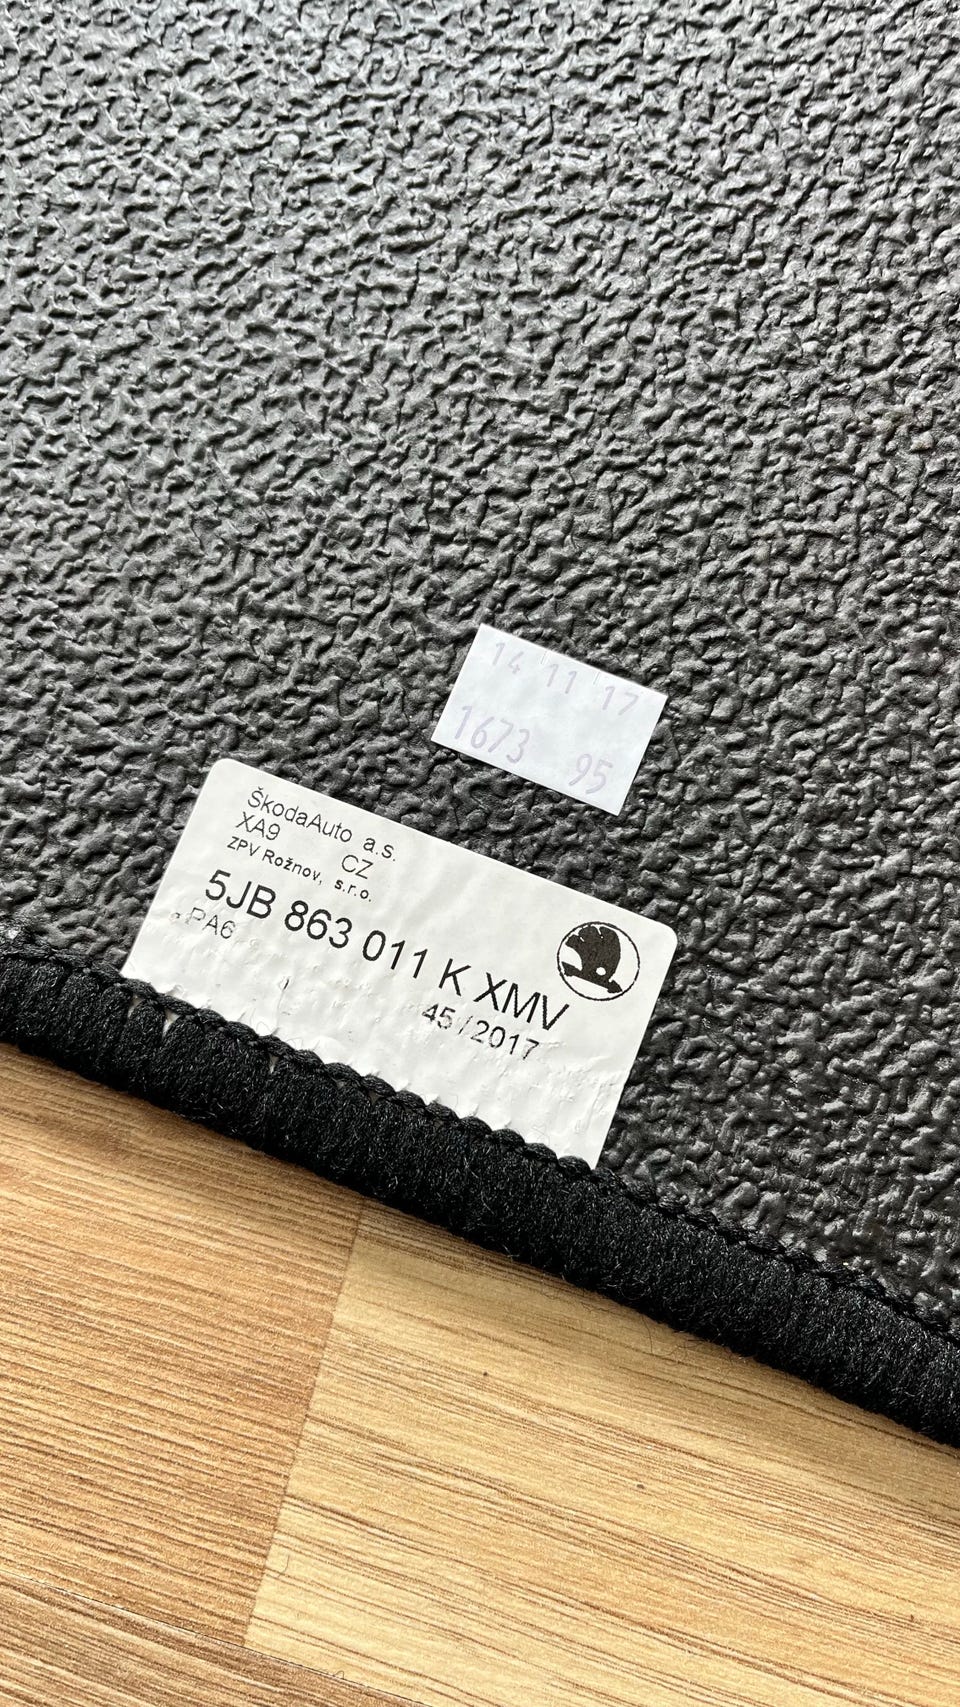 14 11 17
1673 95
ŠkodaAuto a.s.
XA9 CZ
ZPV Rožnov, s.r.o.
5JB 863 011 K XMV
PA6
45/2017